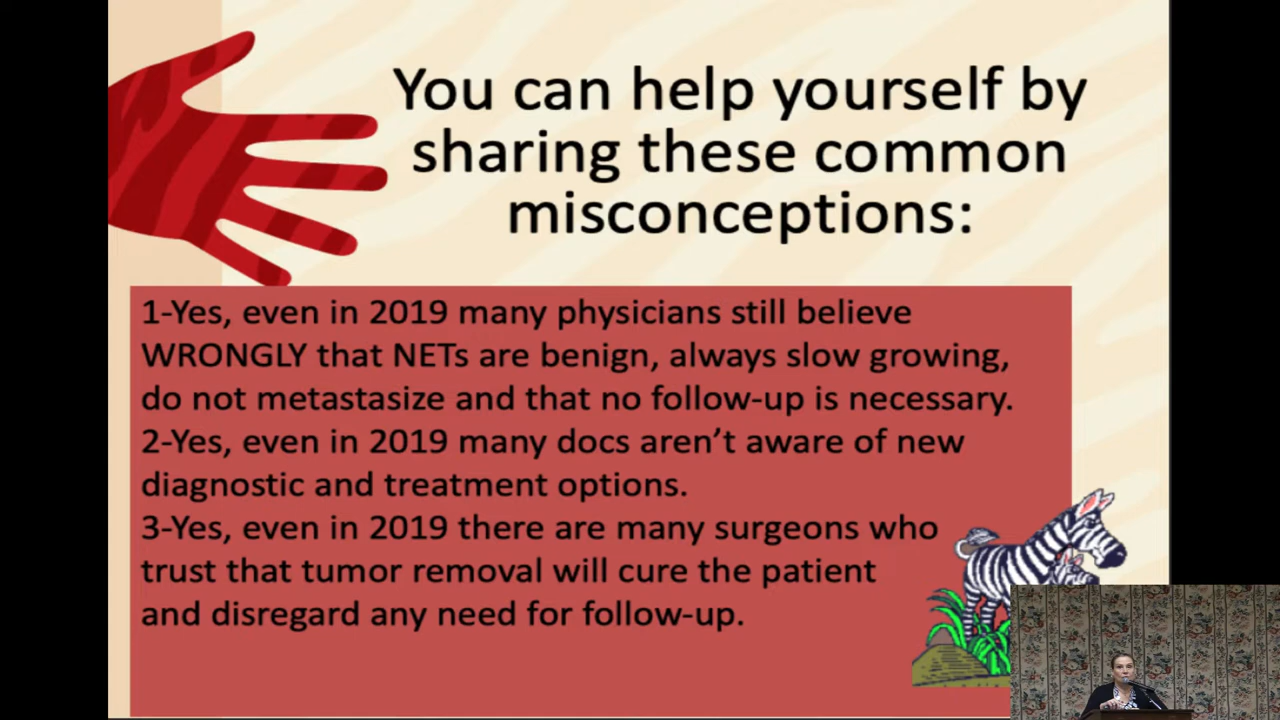 You can help yourself by
sharing these common
misconceptions:
1-Yes, even in 2019 many physicians still believe
WRONGLY that NETs are benign, always slow growing,
do not metastasize and that no follow-up is necessary.
2-Yes, even in 2019 many docs aren’t aware of new
diagnostic and treatment options.
3-Yes, even in 2019 there are many surgeons who
trust that tumor removal will cure the patient
and disregard any need for follow-up.